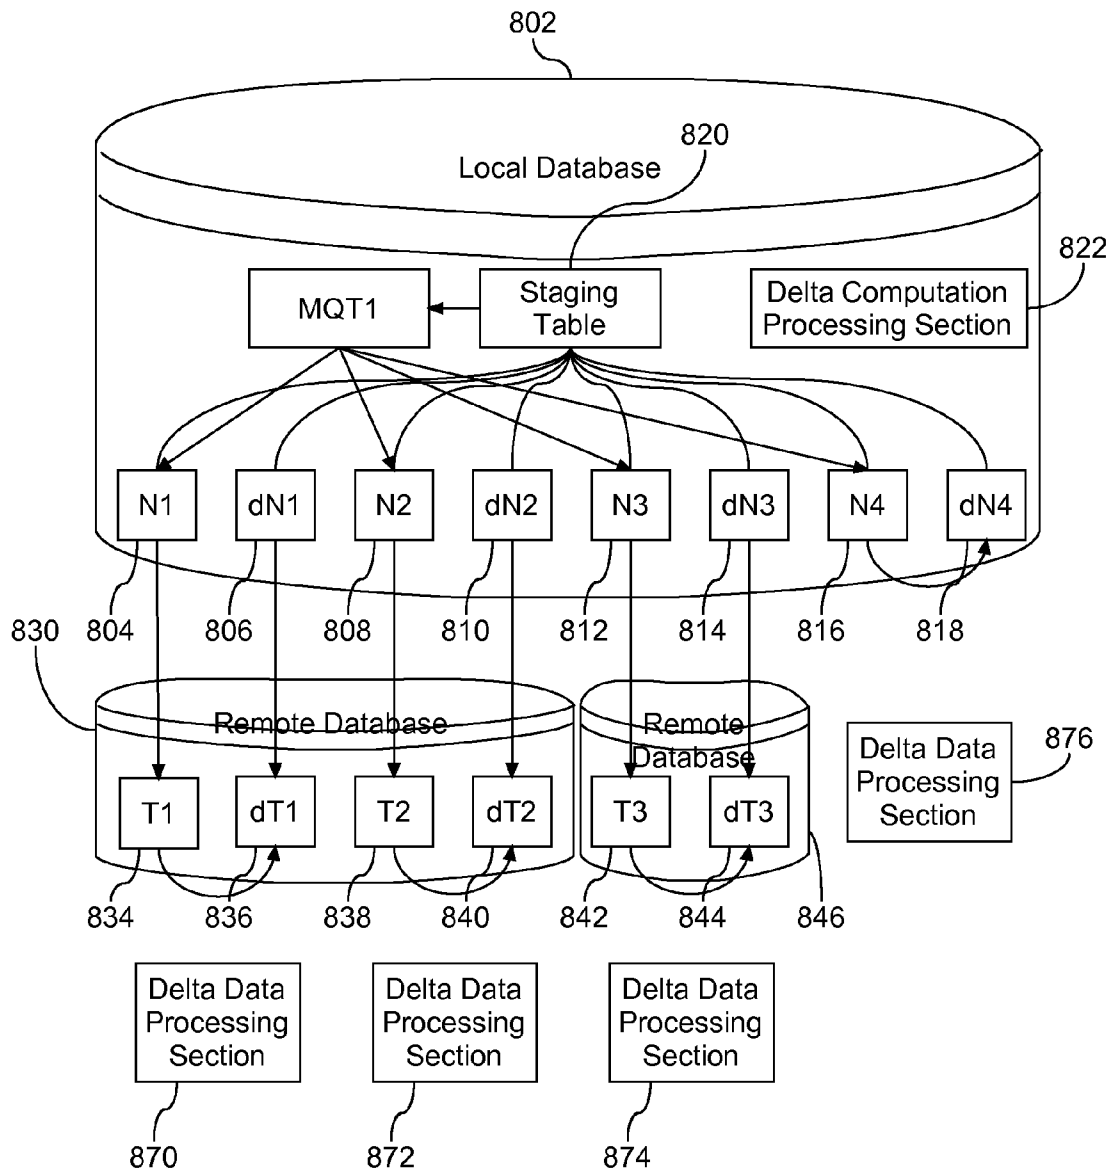 802
820
Local Database
822
MQT1
Staging
Table
Delta Computation
Processing Section
N1
dN1
N2
dN2
N3
dN3
N4
dN4
804
806
808
810
812
814
816
818
830
Remote Database
Remote
Database
876
Delta Data
Processing
Section
T1
dT1
T2
dT2
T3
dT3
834
836
838
840
842
844
846
Delta Data
Processing
Section
Delta Data
Processing
Section
Delta Data
Processing
Section
870
872
874